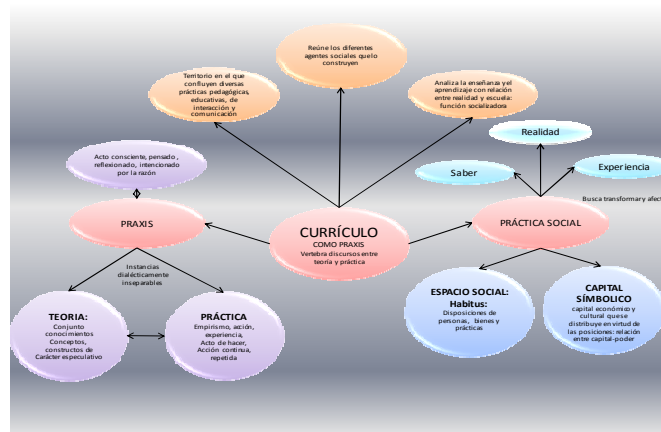 Reúne los diferentes
agentes sociales que lo
construyen
Territorio en el que
confluyen diversas
prácticas pedagógicas,
educativas, de
interacción y
comunicación
Analiza la enseñanza y el
aprendizaje con relación
entre realidad y escuela:
función socializadora
Realidad
Saber
Experiencia
Acto consciente, pensado,
reflexionado, intencionado
por la razón
Busca transformar y afect
PRAXIS
CURRÍCULO
COMO PRAXIS
Vertebra discursos entre
teoría y práctica
PRÁCTICA SOCIAL
Instancias
dialécticamente
inseparables
TEORIA:
Conjunto
conocimientos
Conceptos,
constructos de
Carácter especulativo
PRÁCTICA
Empirismo, acción,
experiencia,
Acto de hacer,
Acción continua,
repetida
ESPACIO SOCIAL:
Habitus:
Disposiciones de
personas, bienes y
prácticas
CAPITAL
SÍMBOLICO
capital económico y
cultural que se
distribuye en virtud de
las posiciones: relación
entre capital-poder